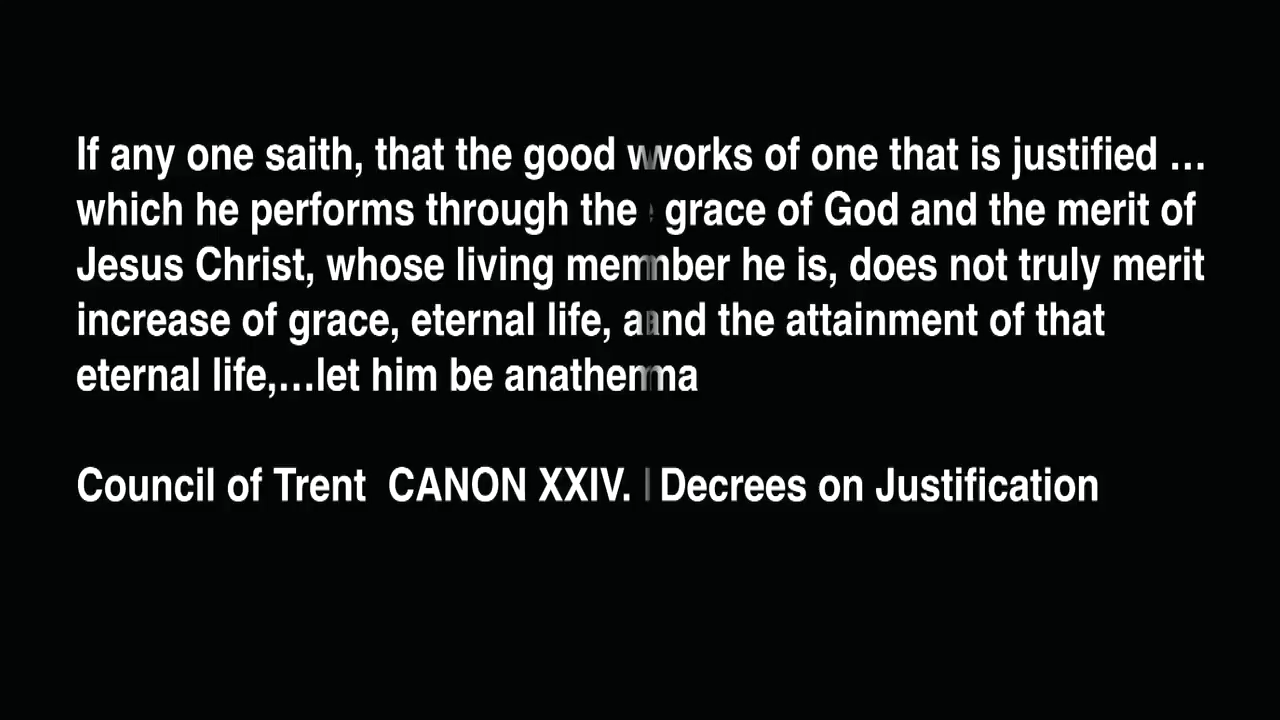 If any one saith, that the good works of one that is justified ...
which he performs through the grace of God and the merit of
Jesus Christ, whose living member he is, does not truly merit
increase of grace, eternal life, and the attainment of that
eternal life,...let him be anathema
Council of Trent CANON XXIV. Decrees on Justification